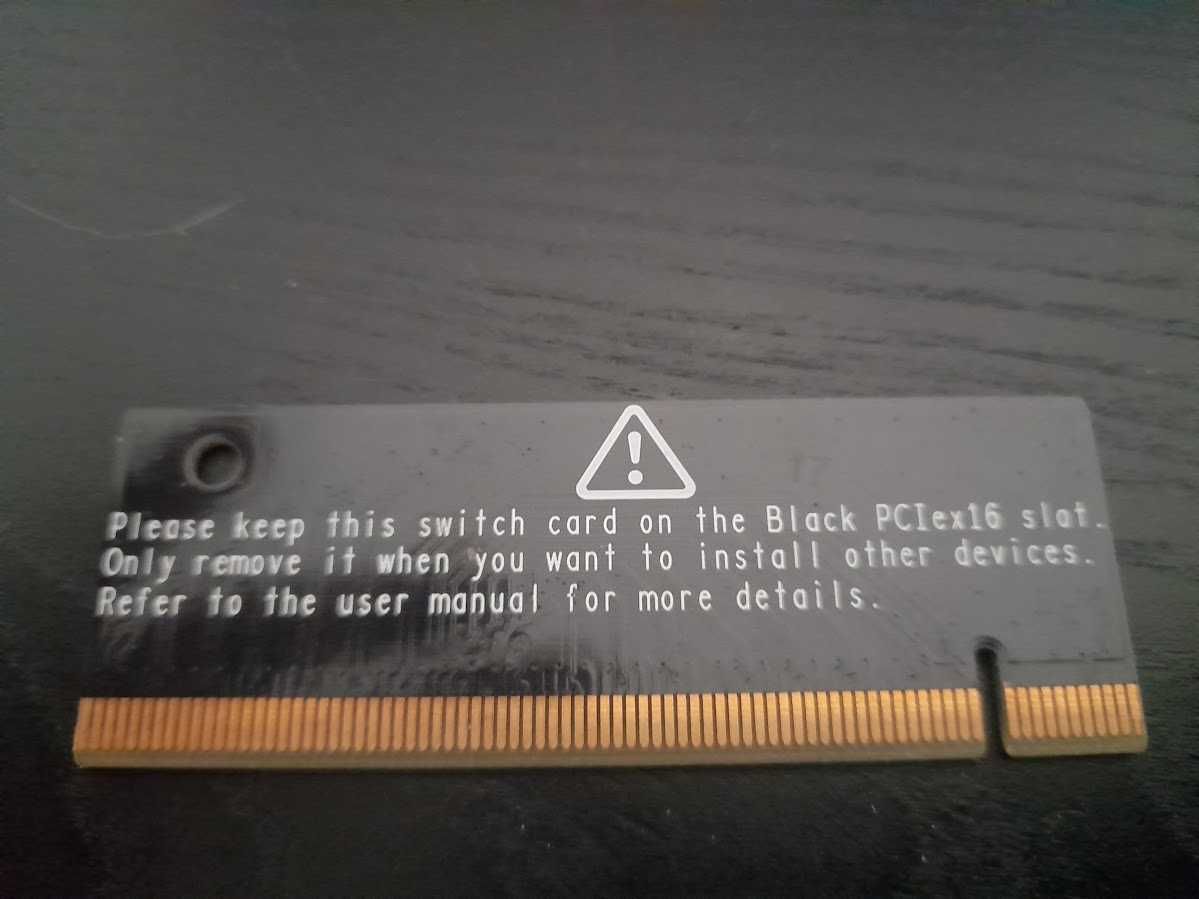 Please keep this switch card on the Black PCIex16 slot.
Only remove it when you want to install other devices.
Refer to the user manual for more details.